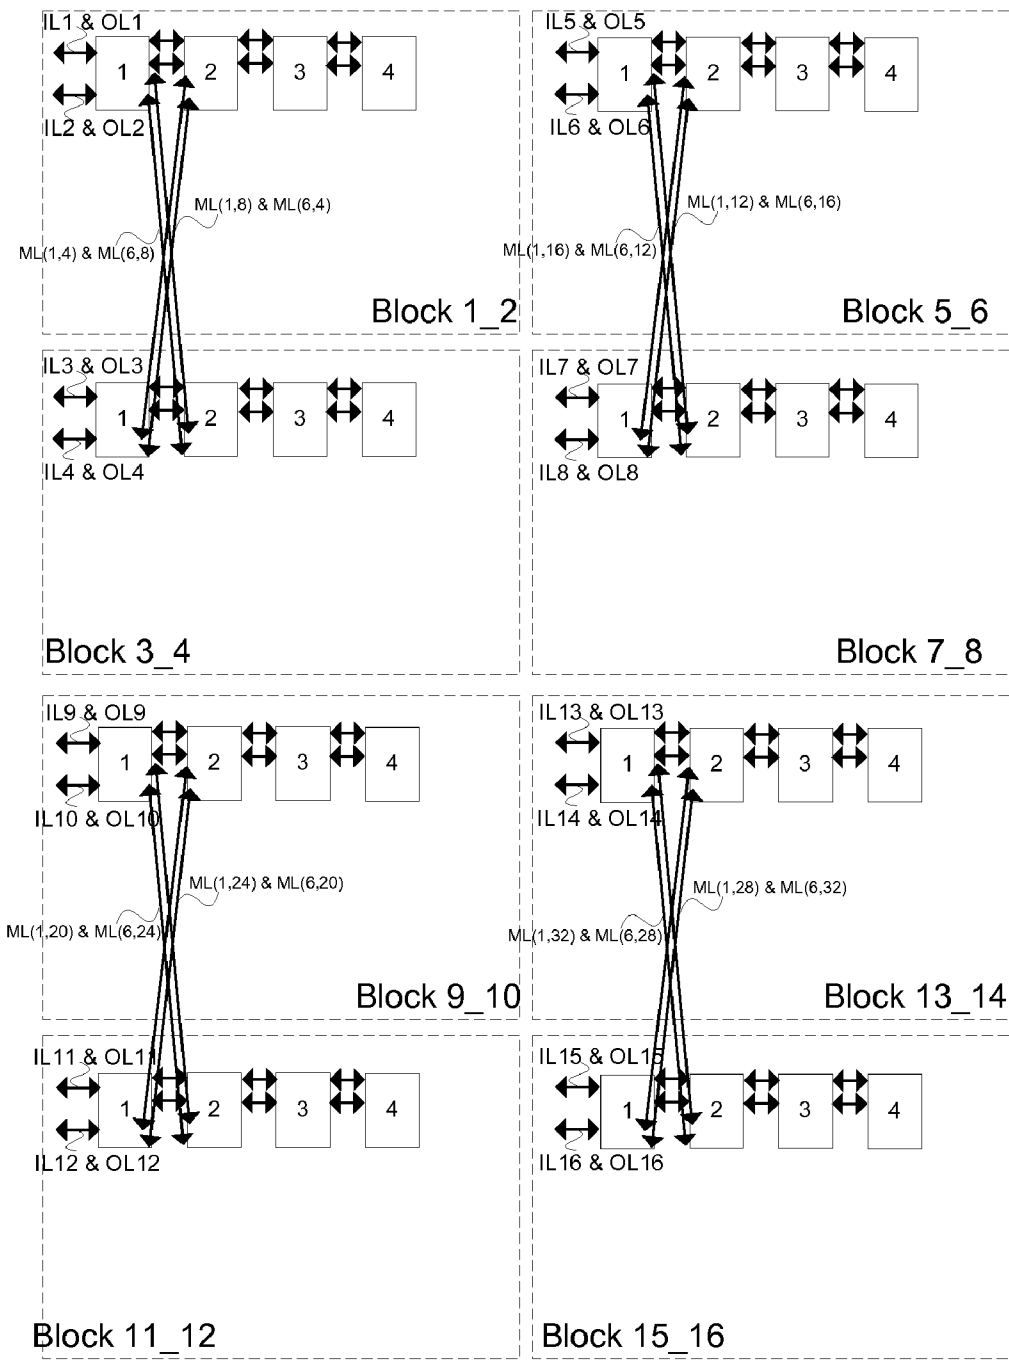 IL1 & OL1
1 2 3 4
IL2 & OL2
ML(1,8) & ML(6,4)
ML(1,4) & ML(6,8)
Block 1_2
IL5 & OL5
1 2 3 4
IL6 & OL6
ML(1,12) & ML(6,16)
ML(1,16) & ML(6,12)
Block 5_6
IL3 & OL3
1 2 3 4
IL4 & OL4
Block 3_4
IL7 & OL7
1 2 3 4
IL8 & OL8
Block 7_8
IL9 & OL9
1 2 3 4
IL10 & OL10
ML(1,24) & ML(6,20)
ML(1,20) & ML(6,24)
Block 9_10
IL13 & OL13
1 2 3 4
IL14 & OL14
ML(1,28) & ML(6,32)
ML(1,32) & ML(6,28)
Block 13_14
IL11 & OL11
1 2 3 4
IL12 & OL12
Block 11_12
IL15 & OL15
1 2 3 4
IL16 & OL16
Block 15_16